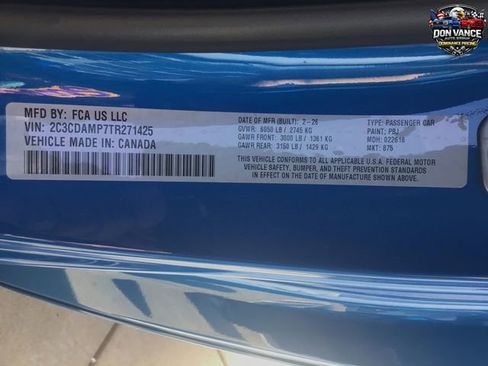 DON VANCE
AUTO GROUP
MFD BY: FCA US LLC
VIN: 2C3CDAMP7TR271425
VEHICLE MADE IN: CANADA
DATE OF MFR (BUILT): 2-26
GVWR: 6050 LB / 2745 KG
GAWR FRONT: 3000 LB / 1361 KG
GAWR REAR: 3150 LB / 1429 KG
TYPE: PASSENGER CAR
PAINT: PBJ
MDH: 022618
MKT: 876
THIS VEHICLE CONFORMS TO ALL APPLICABLE U.S.A. FEDERAL MOTOR
VEHICLE SAFETY, BUMPER, AND THEFT PREVENTION STANDARDS
IN EFFECT ON THE DATE OF MANUFACTURE SHOWN ABOVE.